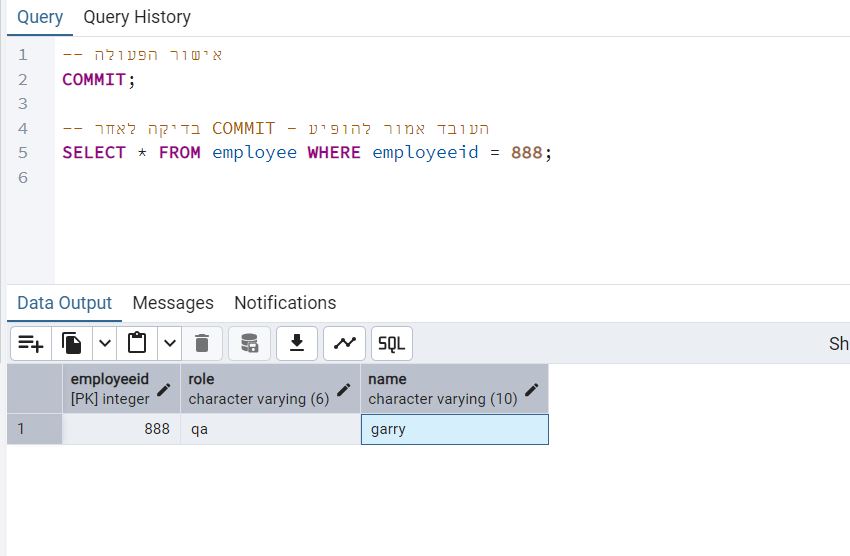 Query Query History
1 -- אישור הפעולה
2 COMMIT;
3
4 -- בדיקה לאחר COMMIT - העובד אמור להופיע
5 SELECT * FROM employee WHERE employeeid = 888;
6
Data Output Messages Notifications
SQL Sh
employeeid role name
[PK] integer character varying (6) character varying (10)
1 888 qa garry